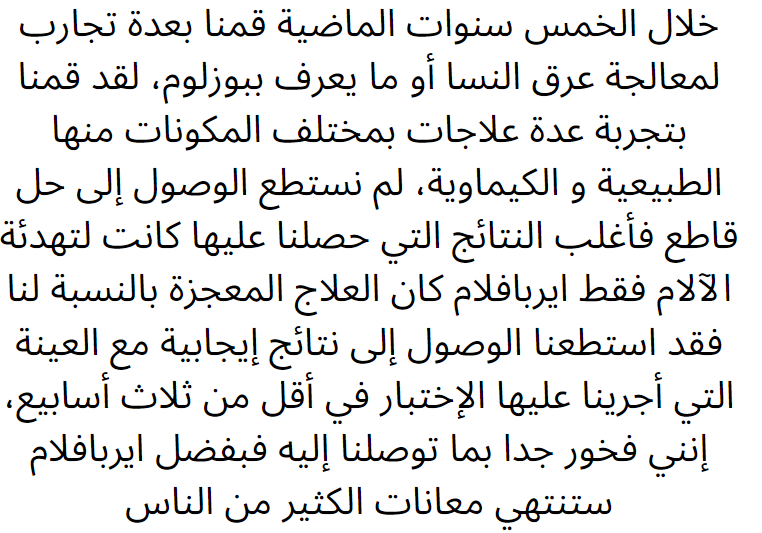 خلال الخمس سنوات الماضية قمنا بعدة تجارب
لمعالجة عرق النسا أو ما يعرف ببوزلوم، لقد قمنا
بتجربة عدة علاجات بمختلف المكونات منها
الطبيعية و الكيماوية، لم نستطع الوصول إلى حل
قاطع فأغلب النتائج التي حصلنا عليها كانت لتهدئة
الآلام فقط ايربافلام كان العلاج المعجزة بالنسبة لنا
فقد استطعنا الوصول إلى نتائج إيجابية مع العينة
التي أجرينا عليها الإختبار في أقل من ثلاث أسابيع،
إنني فخور جدا بما توصلنا إليه فبفضل ايربافلام
ستنتهي معانات الكثير من الناس